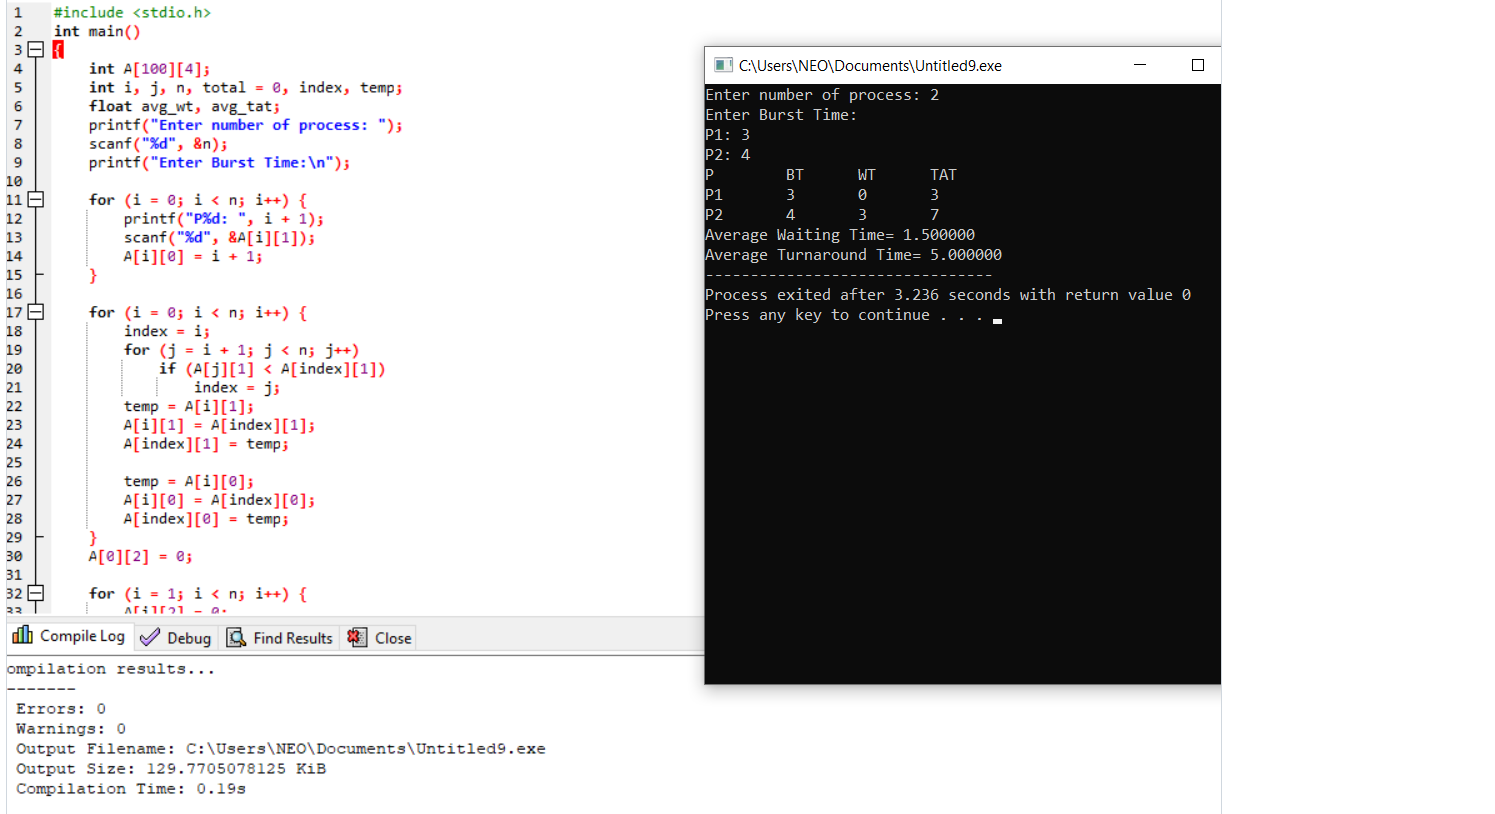 1 #include <stdio.h>
2 int main()
3 {
4 int A[100][4];
5 int i, j, n, total = 0, index, temp;
6 float avg_wt, avg_tat;
7 printf("Enter number of process: ");
8 scanf("%d", &n);
9 printf("Enter Burst Time:\n");
10
11 for (i = 0; i < n; i++) {
12 printf("P%d: ", i + 1);
13 scanf("%d", &A[i][1]);
14 A[i][0] = i + 1;
15 }
16
17 for (i = 0; i < n; i++) {
18 index = i;
19 for (j = i + 1; j < n; j++)
20 if (A[j][1] < A[index][1])
21 index = j;
22 temp = A[i][1];
23 A[i][1] = A[index][1];
24 A[index][1] = temp;
25
26 temp = A[i][0];
27 A[i][0] = A[index][0];
28 A[index][0] = temp;
29 }
30 A[0][2] = 0;
31
32 for (i = 1; i < n; i++) {
33 A[i][2] = 0;
C:\Users\NEO\Documents\Untitled9.exe
Enter number of process: 2
Enter Burst Time:
P1: 3
P2: 4
P BT WT TAT
P1 3 0 3
P2 4 3 7
Average Waiting Time= 1.500000
Average Turnaround Time= 5.000000
--------------------------------
Process exited after 3.236 seconds with return value 0
Press any key to continue . . .
Compile Log Debug Find Results Close
ompilation results...
-------
Errors: 0
Warnings: 0
Output Filename: C:\Users\NEO\Documents\Untitled9.exe
Output Size: 129.7705078125 KiB
Compilation Time: 0.19s